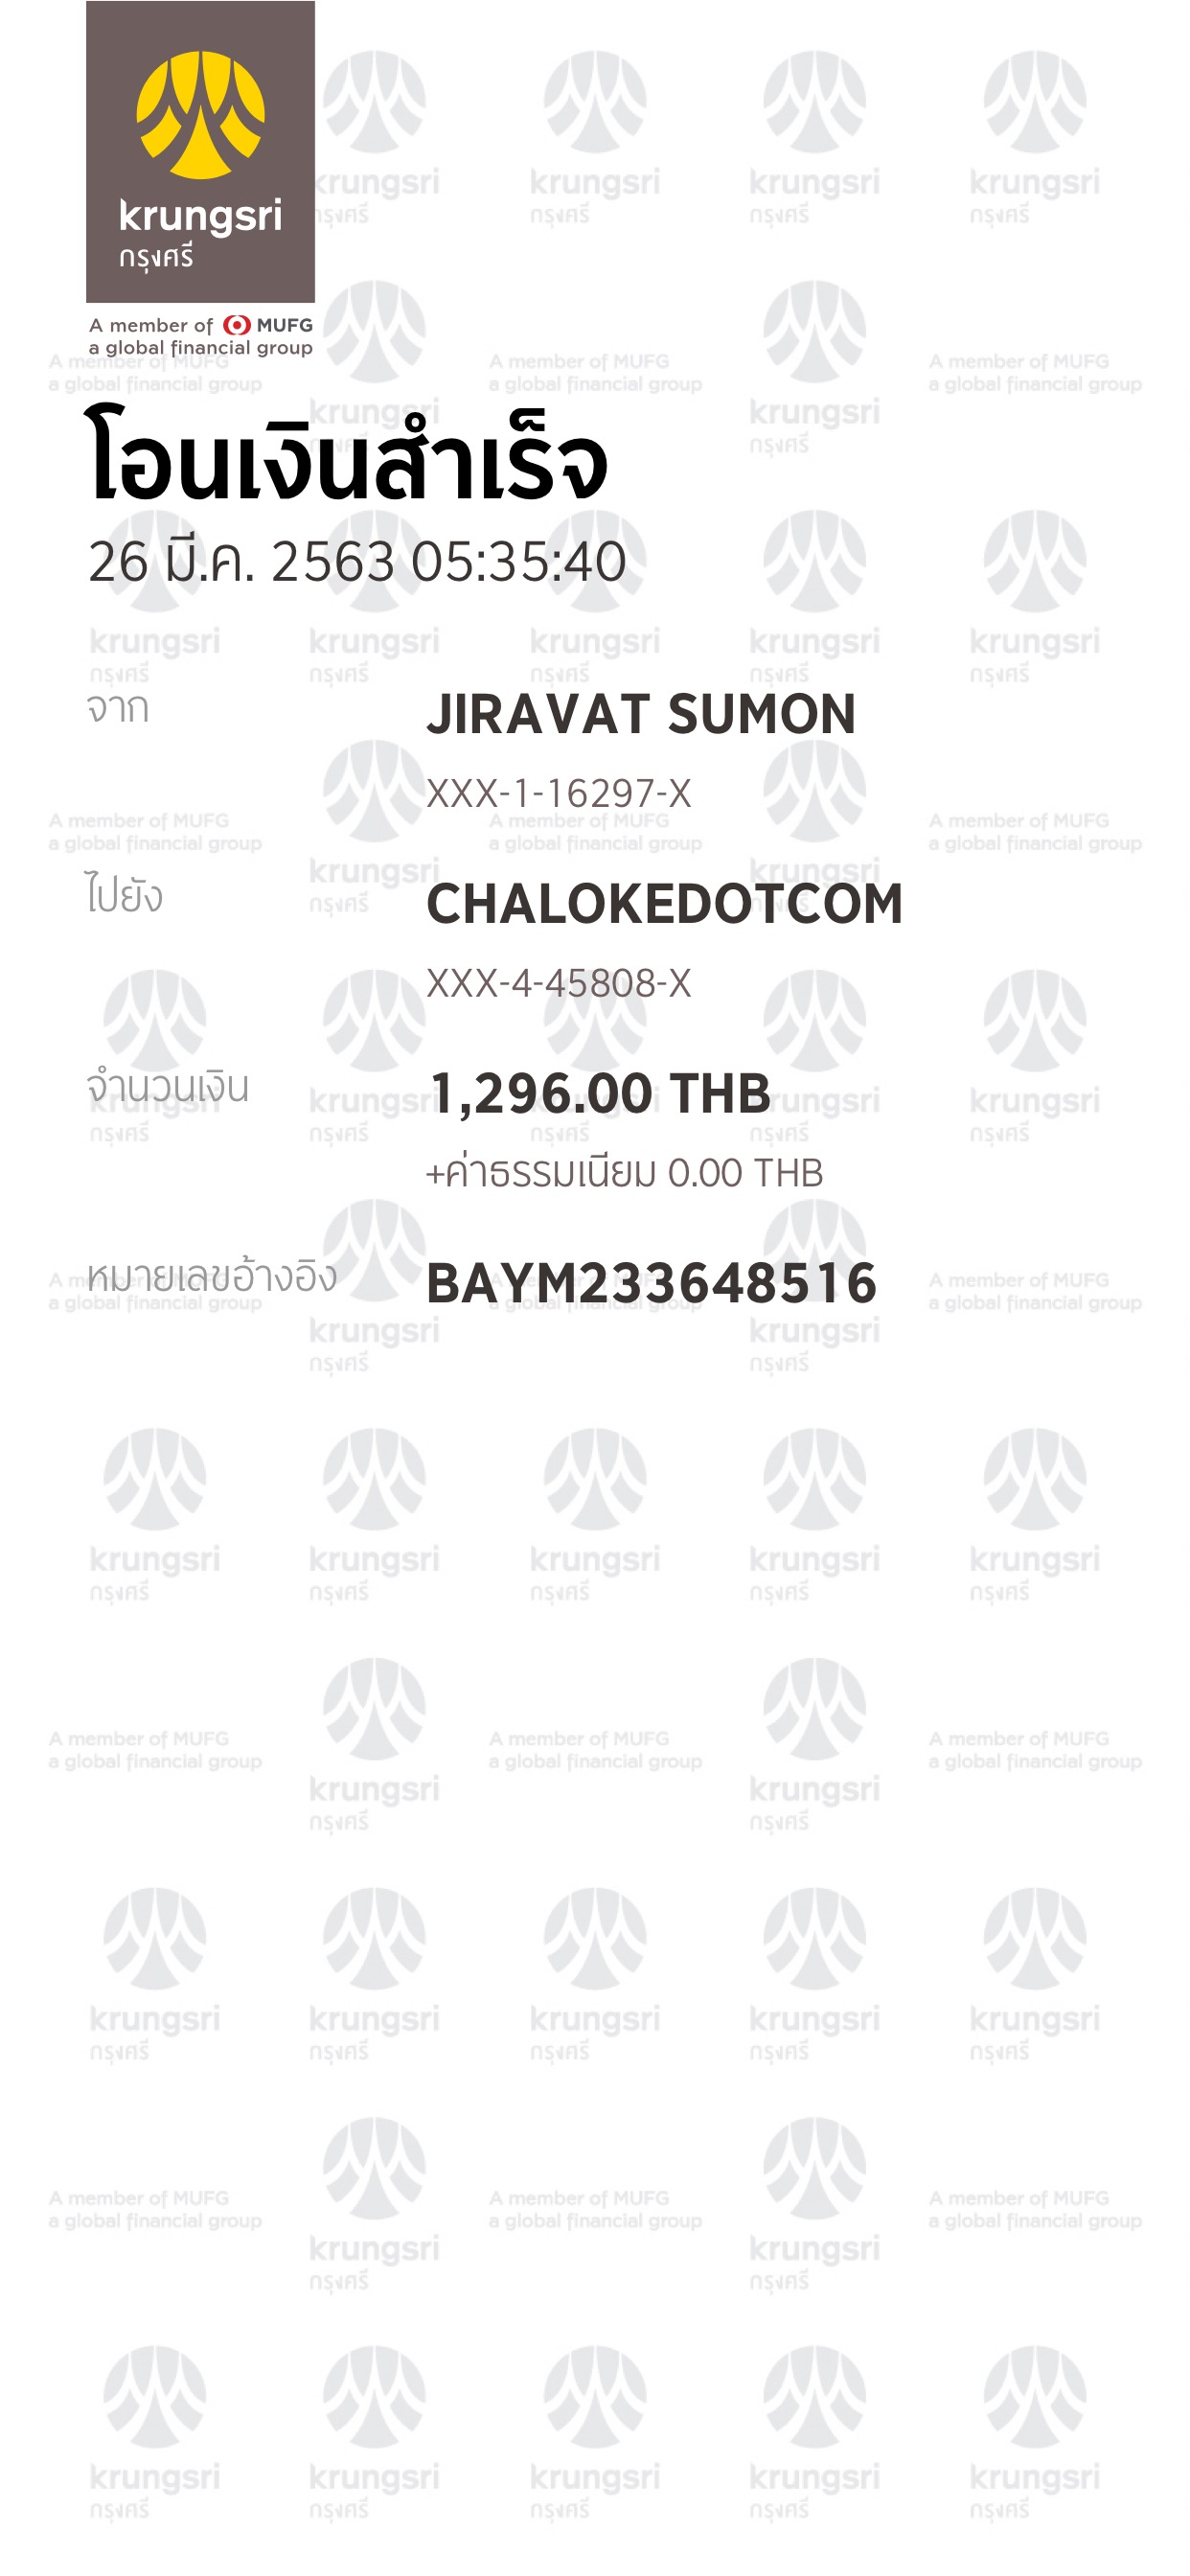 krungsri
กรุงศรี
A member of MUFG
a global financial group
โอนเงินสำเร็จ
26 มี.ค. 2563 05:35:40
จาก
JIRAVAT SUMON
XXX-1-16297-X
ไปยัง
CHALOKEDOTCOM
XXX-4-45808-X
จำนวนเงิน
1,296.00 THB
+ค่าธรรมเนียม 0.00 THB
หมายเลขอ้างอิง
BAYM233648516